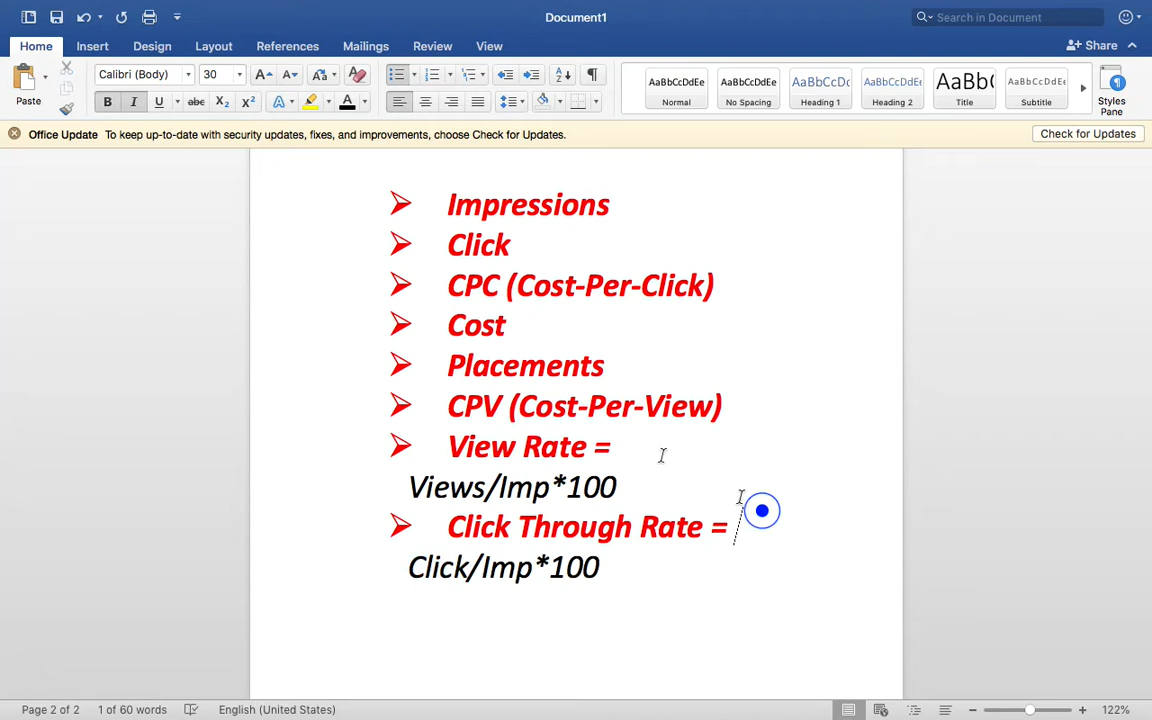 Document1
Search in Document
Home Insert Design Layout References Mailings Review View
Share
Paste
Calibri (Body) 30
B I U abc X₂ X² A A
AaBbCcDdEe AaBbCcDdEe AaBbCcDc AaBbCcDdEe AaBb( AaBbCcDdEe
Normal No Spacing Heading 1 Heading 2 Title Subtitle
Styles Pane
Office Update To keep up-to-date with security updates, fixes, and improvements, choose Check for Updates.
Check for Updates
Impressions
Click
CPC (Cost-Per-Click)
Cost
Placements
CPV (Cost-Per-View)
View Rate =
Views/Imp*100
Click Through Rate =
Click/Imp*100
Page 2 of 2 1 of 60 words English (United States) 122%